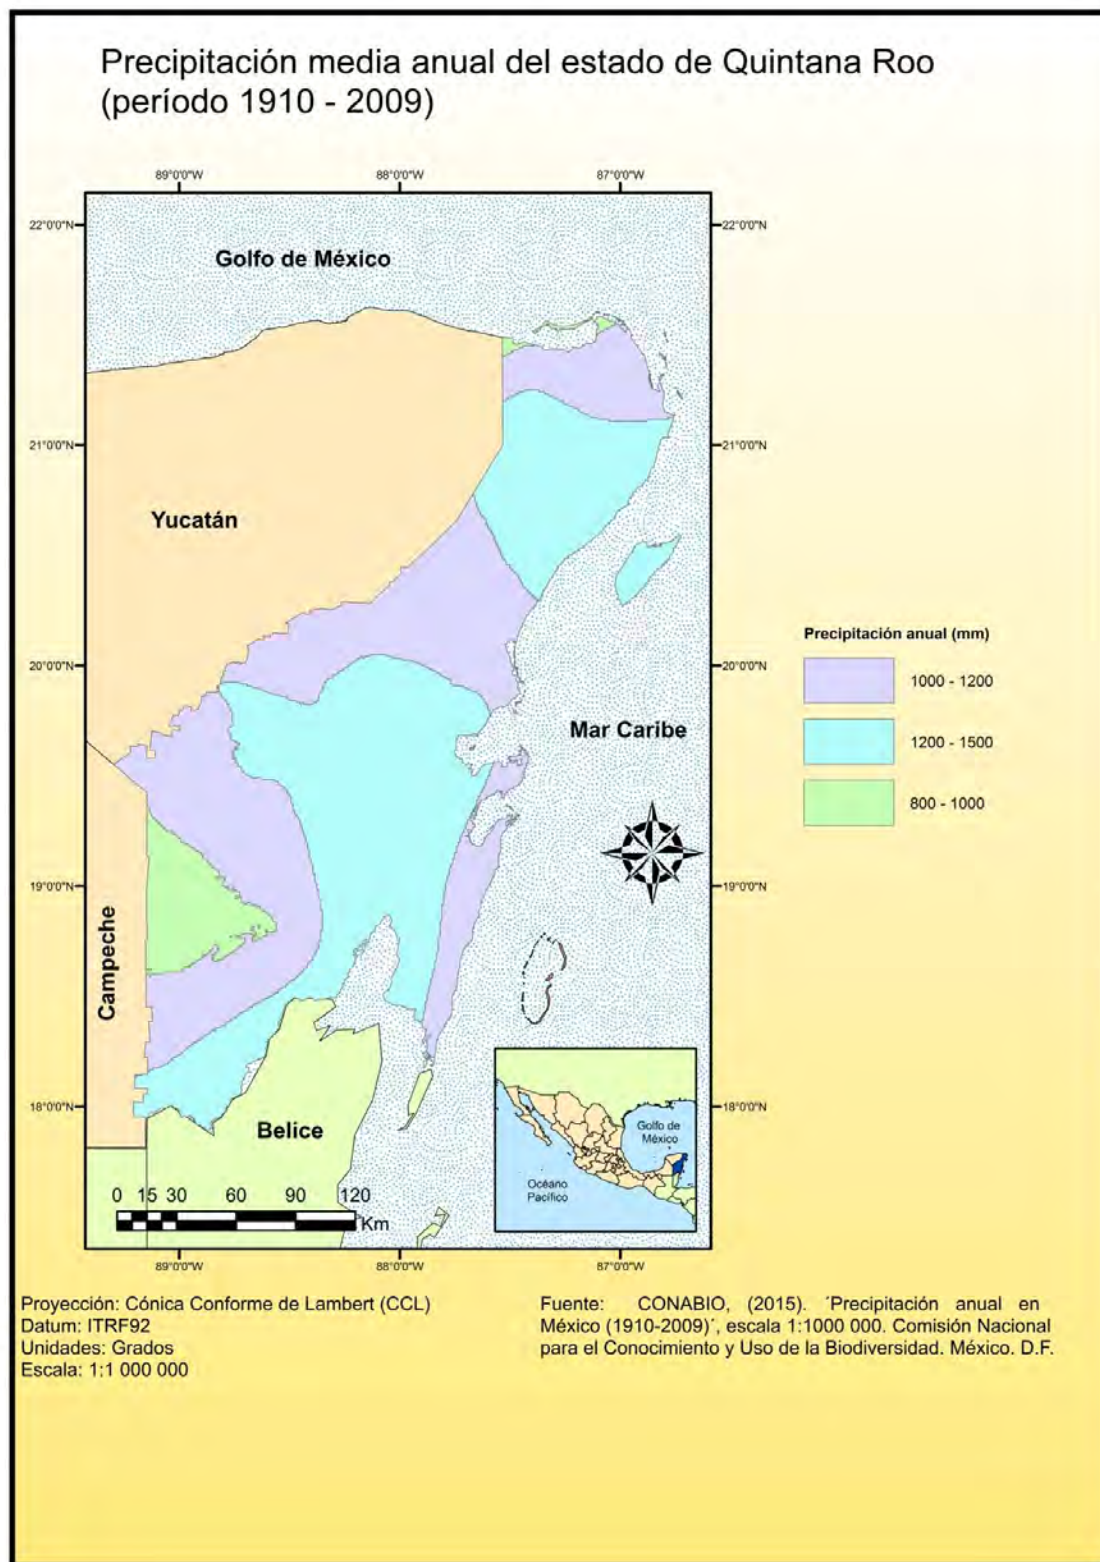 Precipitación media anual del estado de Quintana Roo
(período 1910 - 2009)
89°0'0"W
88°0'0"W
87°0'0"W
22°0'0"N
22°0'0"N
Golfo de México
21°0'0"N
21°0'0"N
Yucatán
Precipitación anual (mm)
20°0'0"N
20°0'0"N
1000 - 1200
Mar Caribe
1200 - 1500
800 - 1000
19°0'0"N
19°0'0"N
Campeche
18°0'0"N
18°0'0"N
Belice
Golfo de
México
Océano
Pacífico
0 15 30 60 90 120
Km
89°0'0"W
88°0'0"W
87°0'0"W
Proyección: Cónica Conforme de Lambert (CCL)
Datum: ITRF92
Unidades: Grados
Escala: 1:1 000 000
Fuente: CONABIO, (2015). ´Precipitación anual en
México (1910-2009)´, escala 1:1000 000. Comisión Nacional
para el Conocimiento y Uso de la Biodiversidad. México. D.F.